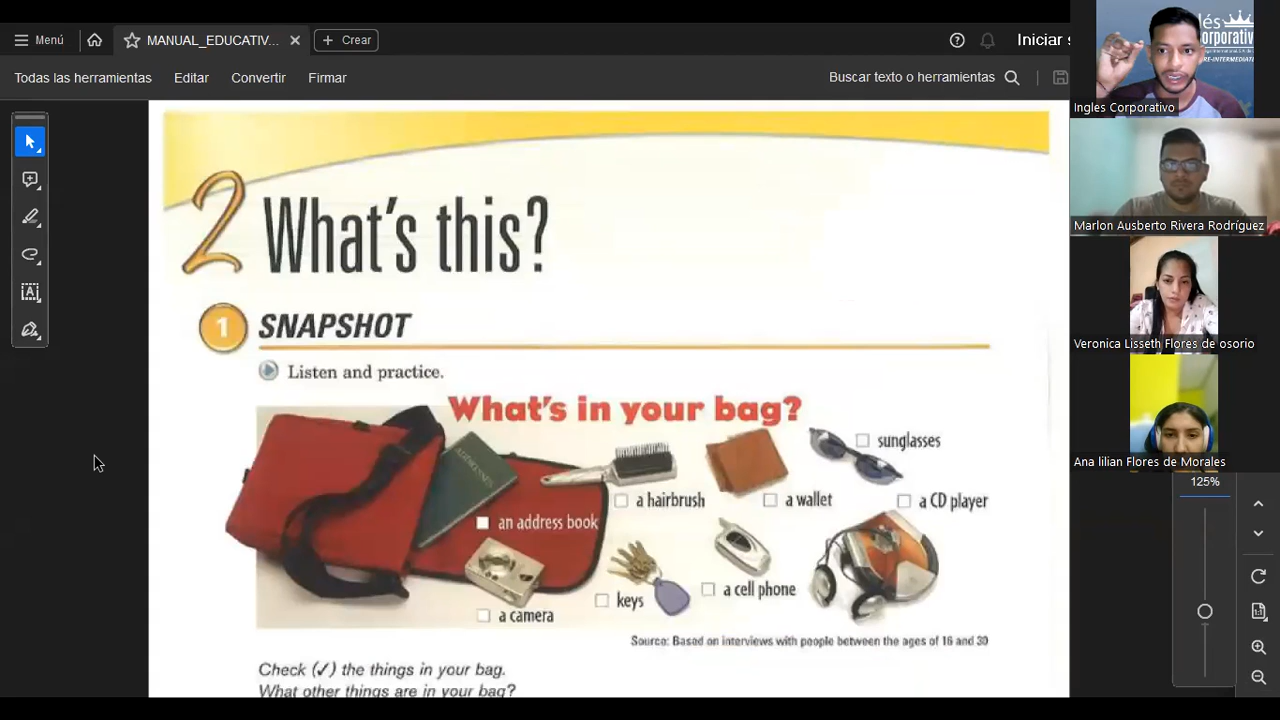 Menú
MANUAL_EDUCATIV...
Crear
Iniciar s
Todas las herramientas
Editar
Convertir
Firmar
Buscar texto o herramientas
2 What's this?
1 SNAPSHOT
Listen and practice.
What's in your bag?
ADDRESSES
sunglasses
a hairbrush
a wallet
a CD player
an address book
a cell phone
keys
a camera
Source: Based on interviews with people between the ages of 16 and 30
Check (✓) the things in your bag.
What other things are in your bag?
Ingles Corporativo
Marlon Ausberto Rivera Rodríguez
Veronica Lisseth Flores de osorio
Ana lilian Flores de Morales
125%